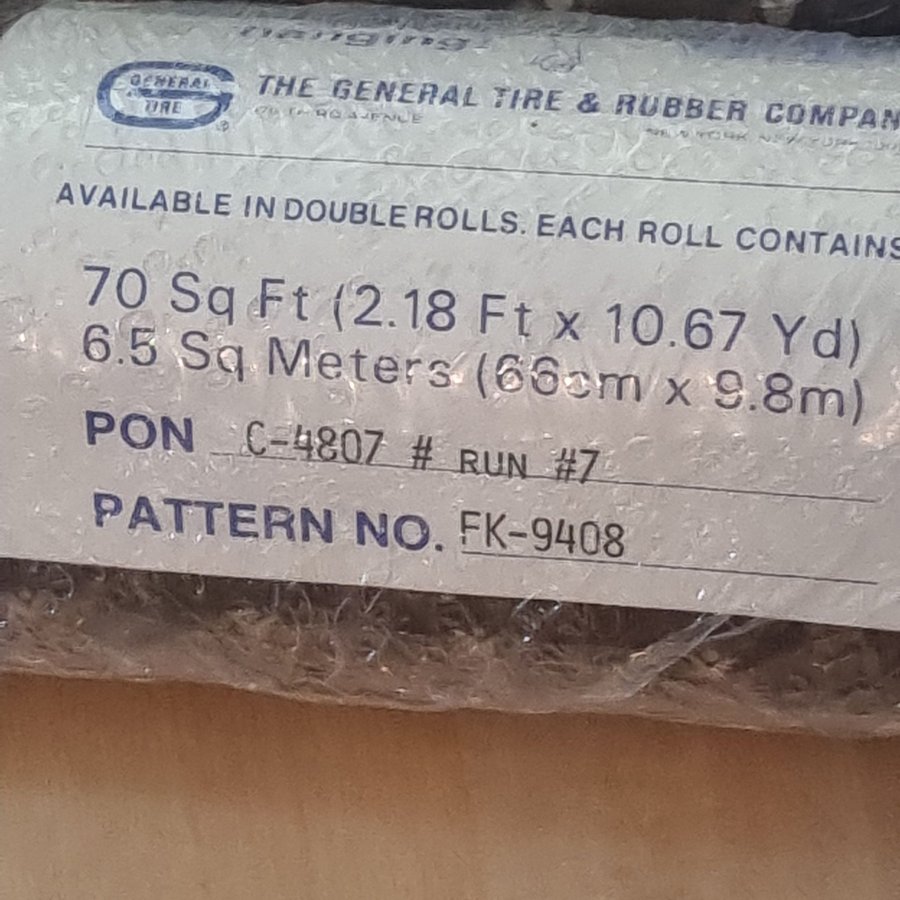 hanging
GENERAL
TIRE
THE GENERAL TIRE & RUBBER COMPAN
AVAILABLE IN DOUBLE ROLLS. EACH ROLL CONTAINS
70 Sq Ft (2.18 Ft x 10.67 Yd)
6.5 Sq Meters (66cm x 9.8m)
PON C-4807 # RUN #7
PATTERN NO. FK-9408